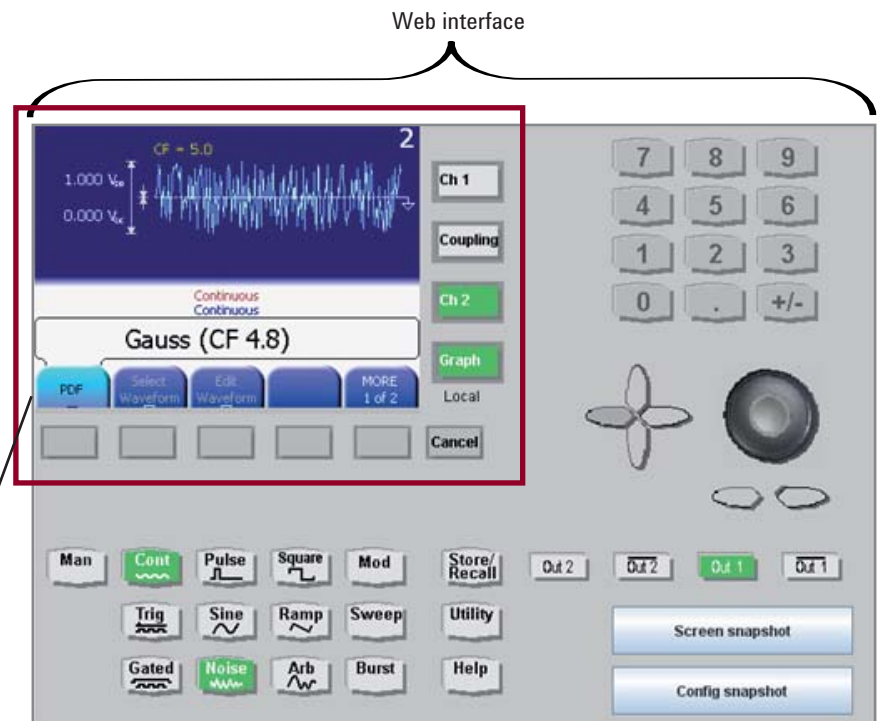 Web interface
2
CF = 5.0
1.000 Vpp
0.000 Vdc
Continuous
Continuous
Gauss (CF 4.8)
PDF
Select Waveform
Edit Waveform
MORE
1 of 2
Ch 1
Coupling
Ch 2
Graph
Local
Cancel
7 8 9
4 5 6
1 2 3
0 . +/-
Man Cont Pulse Square Mod Store/Recall Out 2 Out 2 Out 1 Out 1
Trig Sine Ramp Sweep Utility
Screen snapshot
Gated Noise Arb Burst Help
Config snapshot